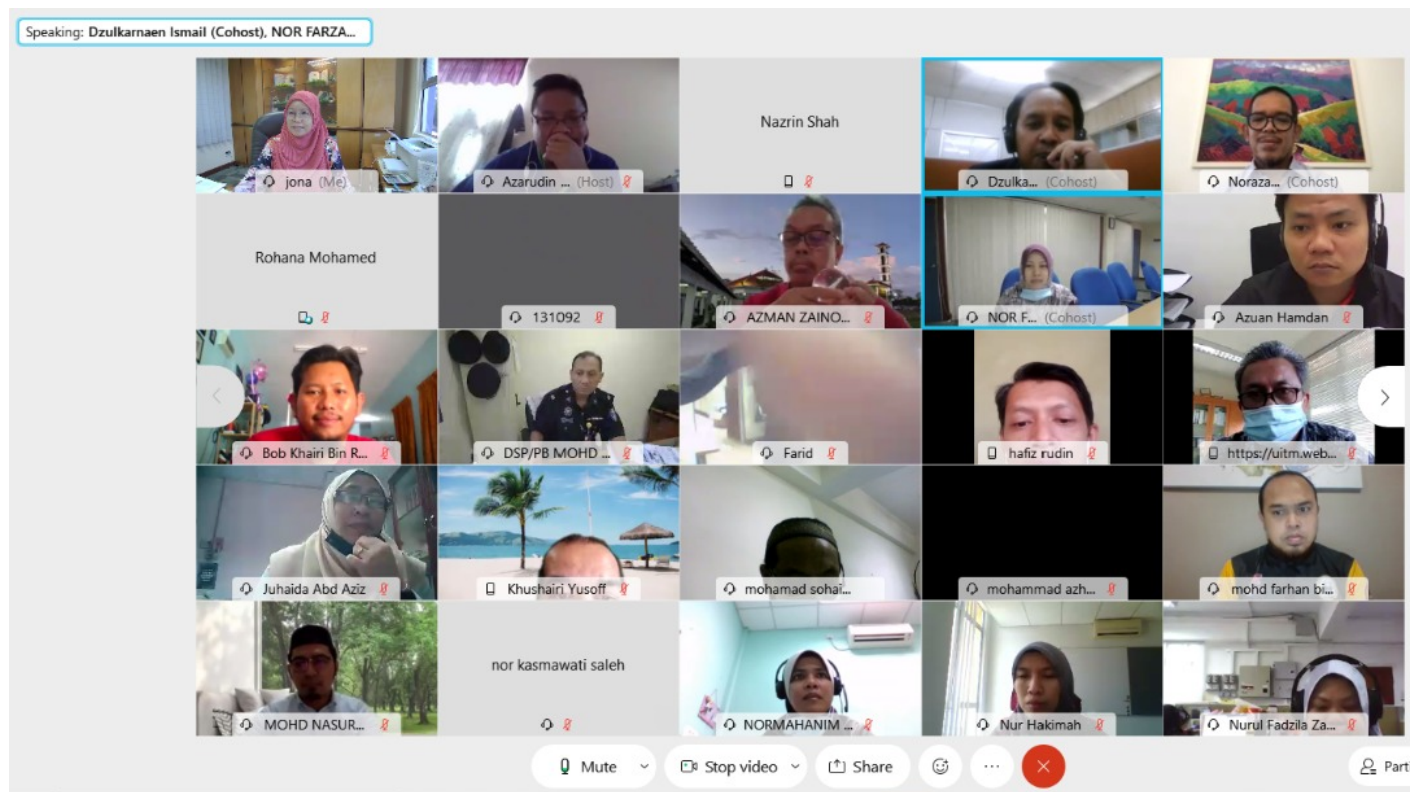 Speaking: Dzulkarnaen Ismail (Cohost), NOR FARZA...
jona (Me)
Azarudin ... (Host)
Nazrin Shah
Dzulka... (Cohost)
Noraza... (Cohost)
Rohana Mohamed
131092
AZMAN ZAINO...
NOR F... (Cohost)
Azuan Hamdan
Bob Khairi Bin R...
DSP/PB MOHD ...
Farid
hafiz rudin
https://uitm.web...
Juhaida Abd Aziz
Khushairi Yusoff
mohamad sohai...
mohammad azh...
mohd farhan bi...
MOHD NASUR...
nor kasmawati saleh
NORMAHANIM ...
Nur Hakimah
Nurul Fadzila Za...
Mute
Stop video
Share
Parti